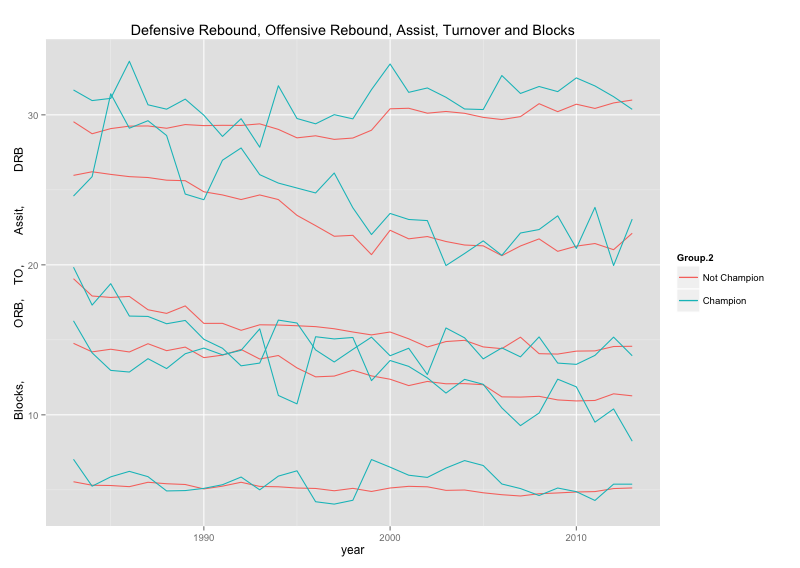 Defensive Rebound, Offensive Rebound, Assist, Turnover and Blocks
Blocks, ORB, TO, Assit, DRB
30
20
10
1990
2000
2010
year
Group.2
Not Champion
Champion